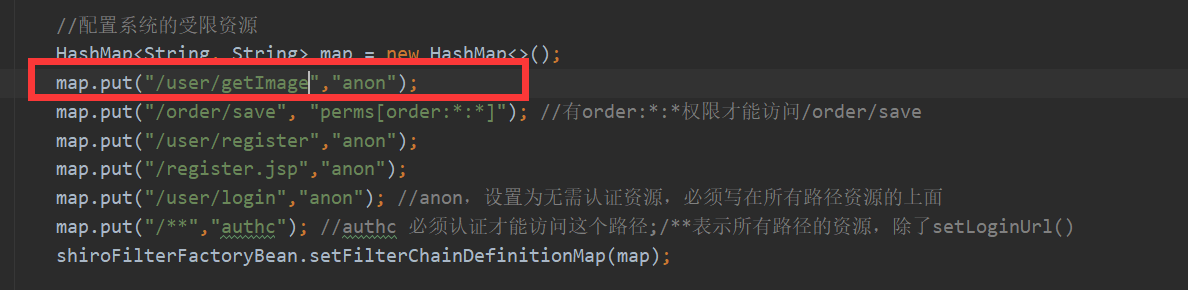 //配置系统的受限资源
HashMap<String, String> map = new HashMap<>();
map.put("/user/getImage","anon");
map.put("/order/save", "perms[order:*:*]"); //有order:*:*权限才能访问/order/save
map.put("/user/register","anon");
map.put("/register.jsp","anon");
map.put("/user/login","anon"); //anon，设置为无需认证资源，必须写在所有路径资源的上面
map.put("/**","authc"); //authc 必须认证才能访问这个路径;/**表示所有路径的资源，除了setLoginUrl()
shiroFilterFactoryBean.setFilterChainDefinitionMap(map);